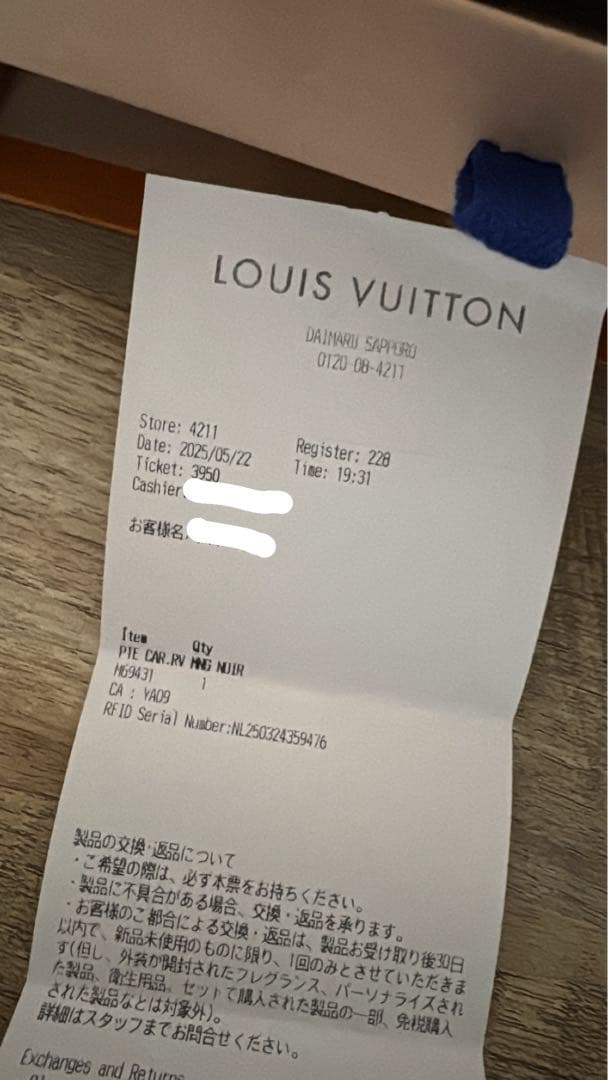 LOUIS VUITTON
DAIMARU SAPPORO
0120-08-4211
Store: 4211
Date: 2025/05/22
Register: 228
Ticket: 3950
Time: 19:31
Cashier
お客様名
Item Qty
PTE CAR.RV MNG NOIR
M69431 1
CA : YA09
RFID Serial Number:NL250324359476
製品の交換・返品について
・ご希望の際は、必ず本票をお持ちください。
・製品に不具合がある場合、交換・返品を承ります。
・お客様のご都合による交換・返品は、製品お受け取り後30日
以内で、新品未使用のものに限り、1回のみとさせていただきま
す(但し、外装が開封されたフレグランス、パーソナライズされ
た製品、衛生用品、セットで購入された製品の一部、免税購入
された製品などは対象外)。
詳細はスタッフまでお問合せください。
Exchanges and Returns